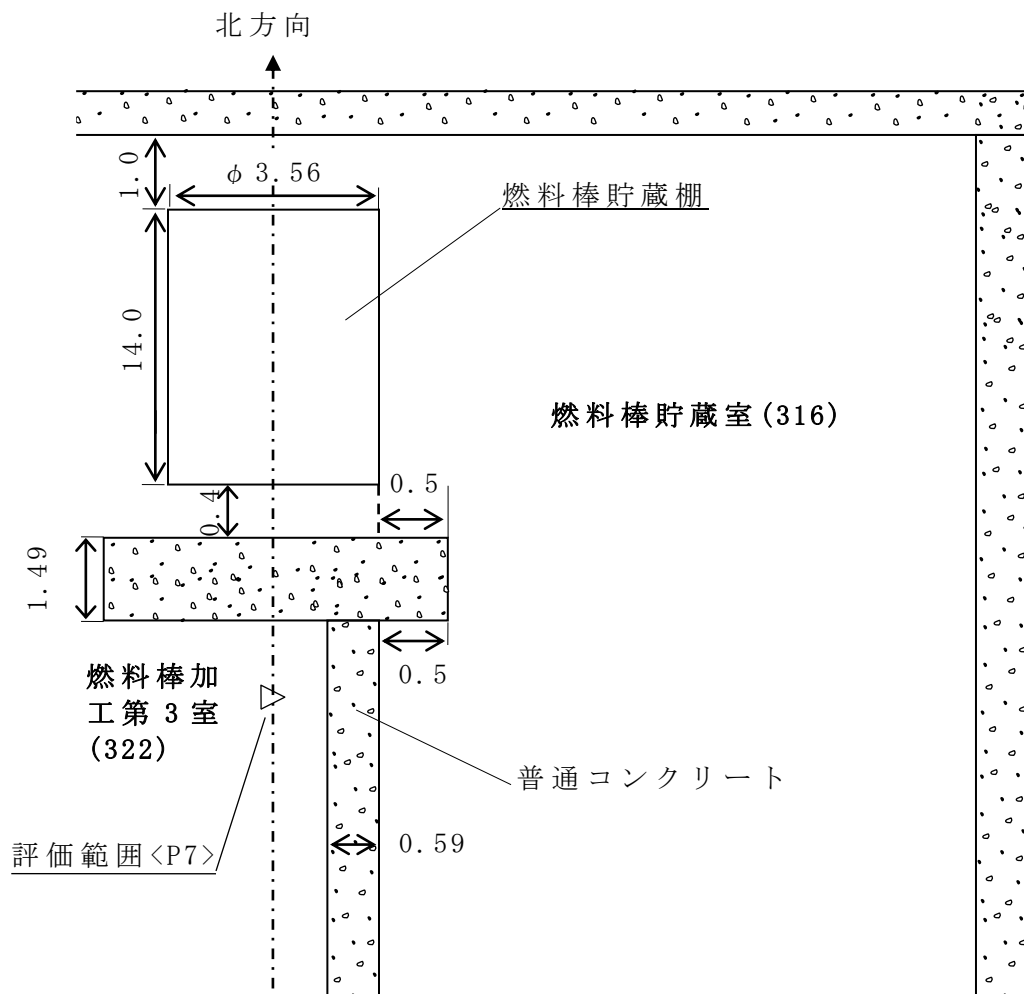 北方向
1.0
φ3.56
燃料棒貯蔵棚
14.0
燃料棒貯蔵室(316)
0.4
0.5
1.49
0.5
燃料棒加
工第3室
(322)
普通コンクリート
0.59
評価範囲<P7>